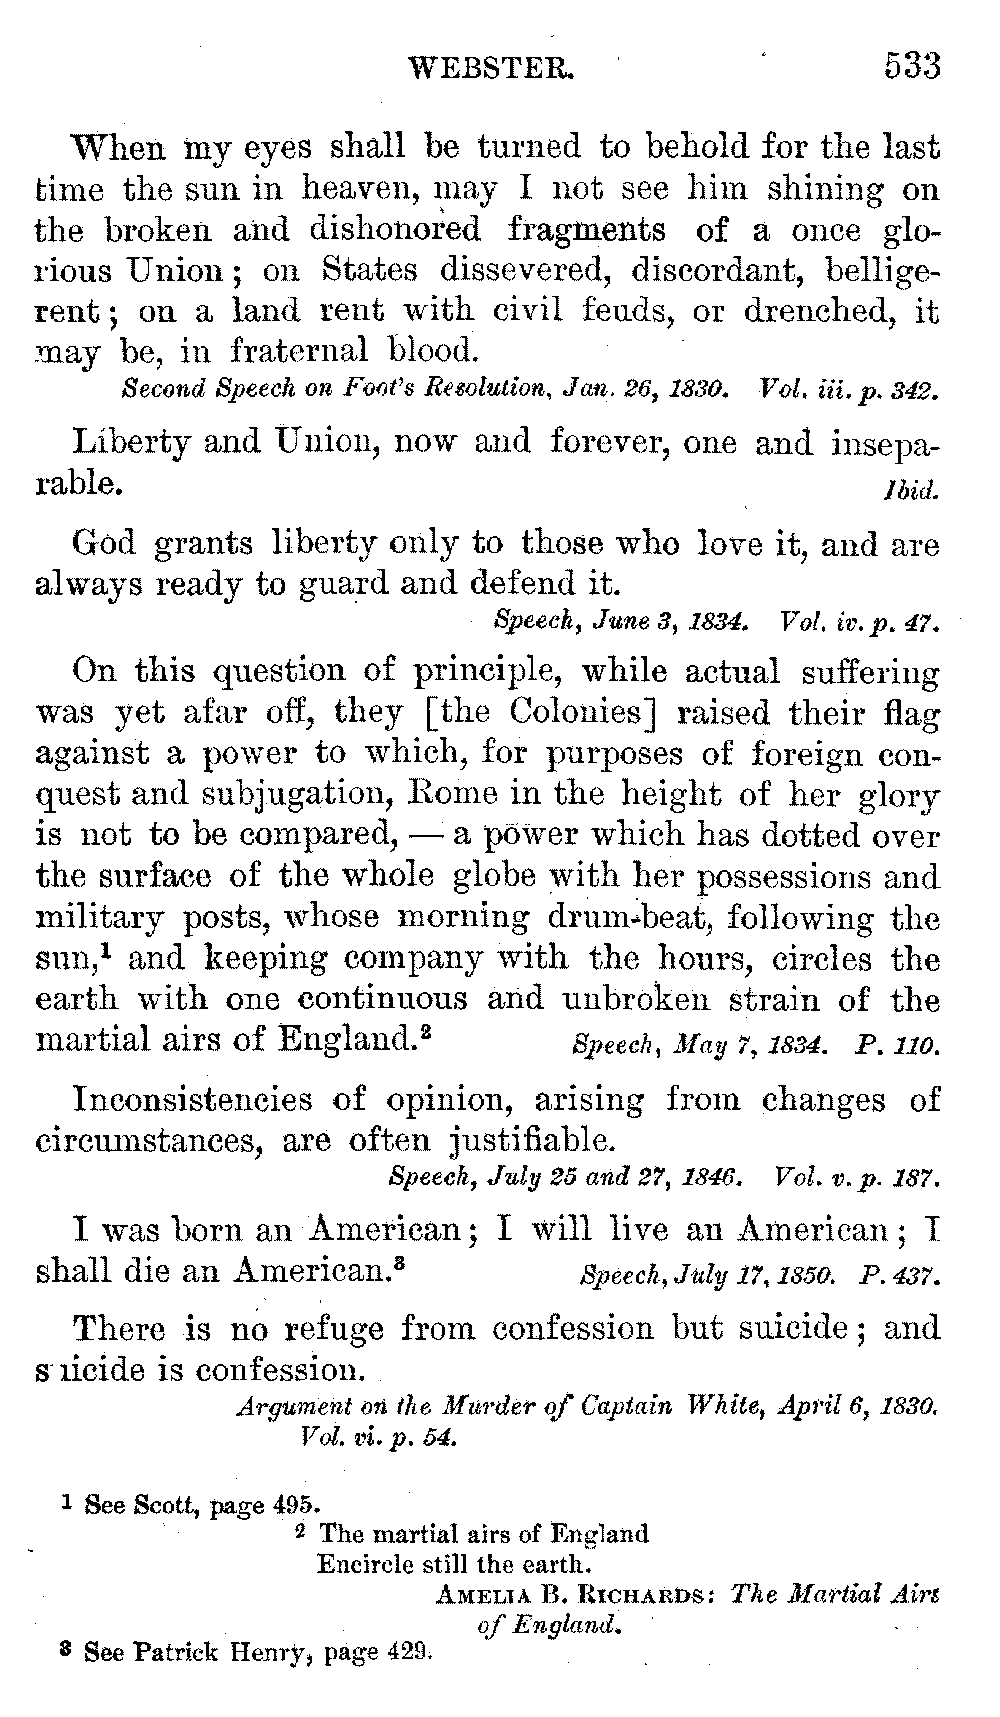 WEBSTER. 533
When my eyes shall be turned to behold for the last
time the sun in heaven, may I not see him shining on
the broken and dishonored fragments of a once glo-
rious Union; on States dissevered, discordant, bellige-
rent; on a land rent with civil feuds, or drenched, it
may be, in fraternal blood.
Second Speech on Foot's Resolution, Jan. 26, 1830. Vol. iii. p. 342.
Liberty and Union, now and forever, one and insepa-
rable. Ibid.
God grants liberty only to those who love it, and are
always ready to guard and defend it.
Speech, June 3, 1834. Vol. iv. p. 47.
On this question of principle, while actual suffering
was yet afar off, they [the Colonies] raised their flag
against a power to which, for purposes of foreign con-
quest and subjugation, Rome in the height of her glory
is not to be compared, — a power which has dotted over
the surface of the whole globe with her possessions and
military posts, whose morning drum-beat, following the
sun,¹ and keeping company with the hours, circles the
earth with one continuous and unbroken strain of the
martial airs of England.² Speech, May 7, 1834. P. 110.
Inconsistencies of opinion, arising from changes of
circumstances, are often justifiable.
Speech, July 25 and 27, 1846. Vol. v. p. 187.
I was born an American; I will live an American; I
shall die an American.³ Speech, July 17, 1850. P. 437.
There is no refuge from confession but suicide; and
suicide is confession.
Argument on the Murder of Captain White, April 6, 1830.
Vol. vi. p. 54.
¹ See Scott, page 495.
² The martial airs of England
Encircle still the earth.
AMELIA B. RICHARDS: The Martial Airs
of England.
³ See Patrick Henry, page 429.